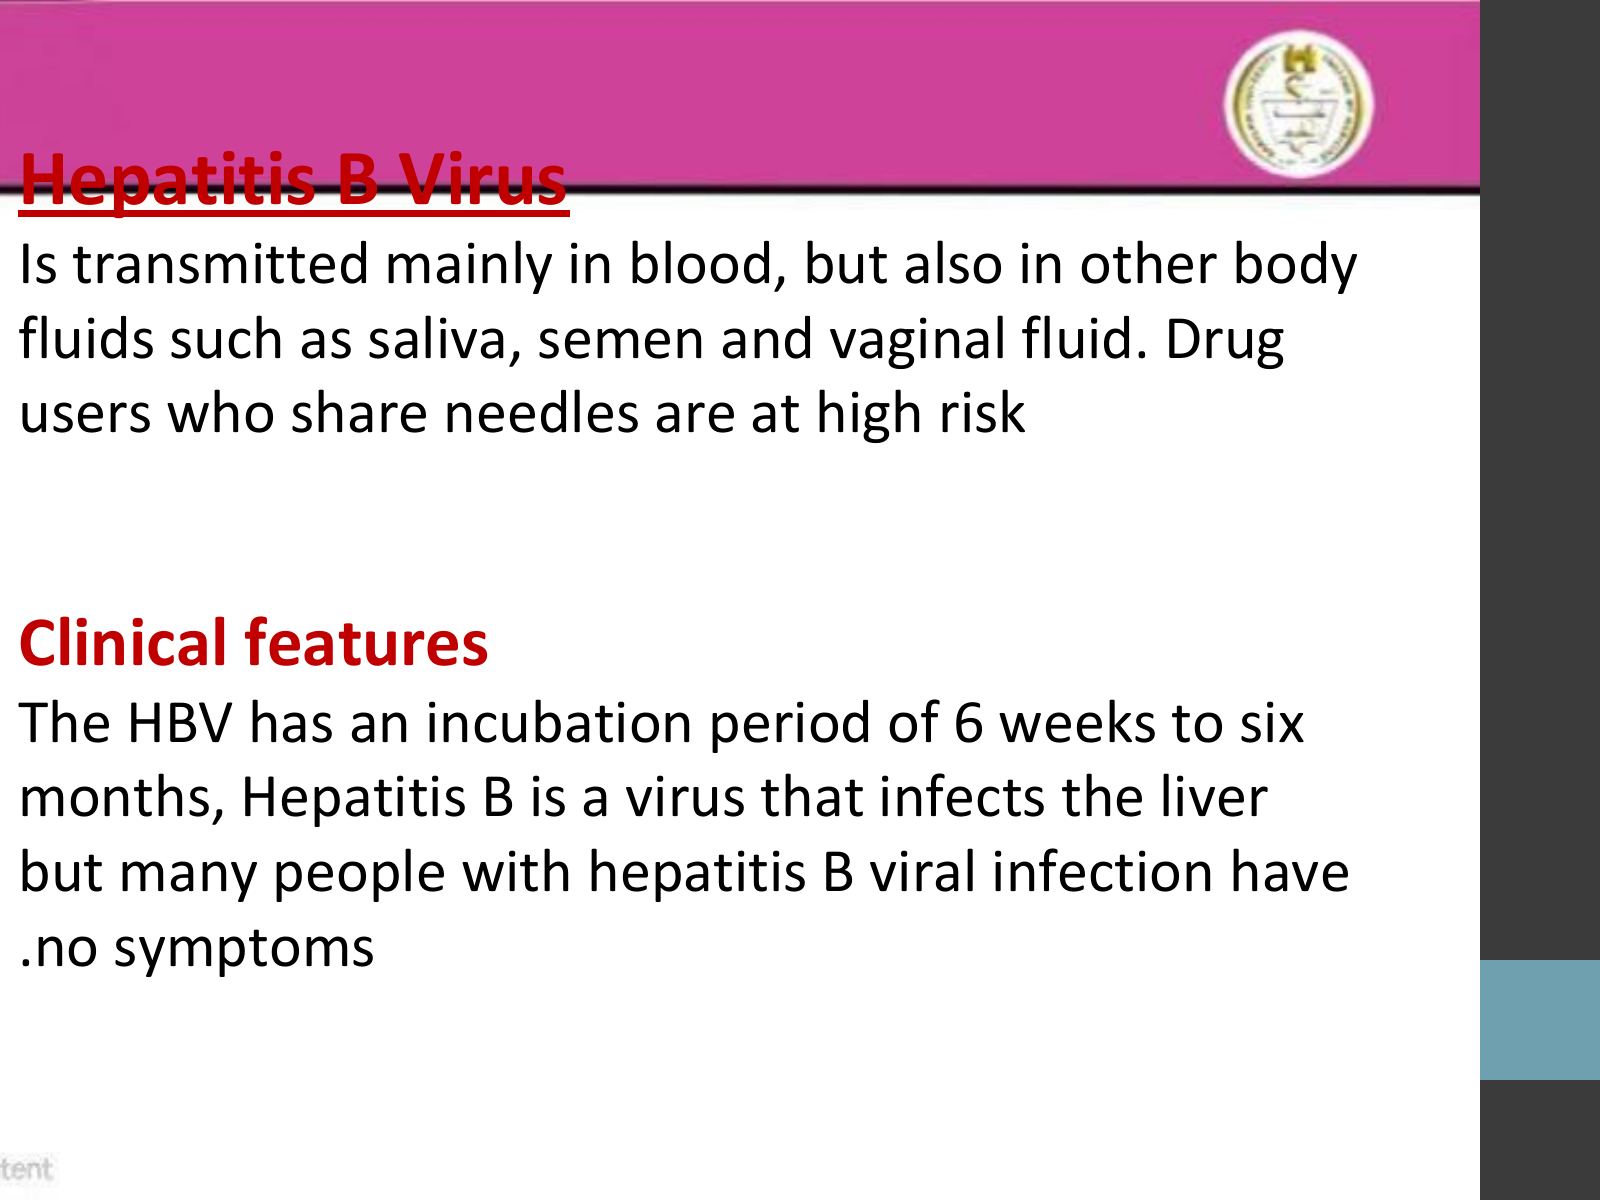 Hepatitis B Virus
Is transmitted mainly in blood, but also in other body
fluids such as saliva, semen and vaginal fluid. Drug
users who share needles are at high risk
Clinical features
The HBV has an incubation period of 6 weeks to six
months, Hepatitis B is a virus that infects the liver
but many people with hepatitis B viral infection have
.no symptoms
tent